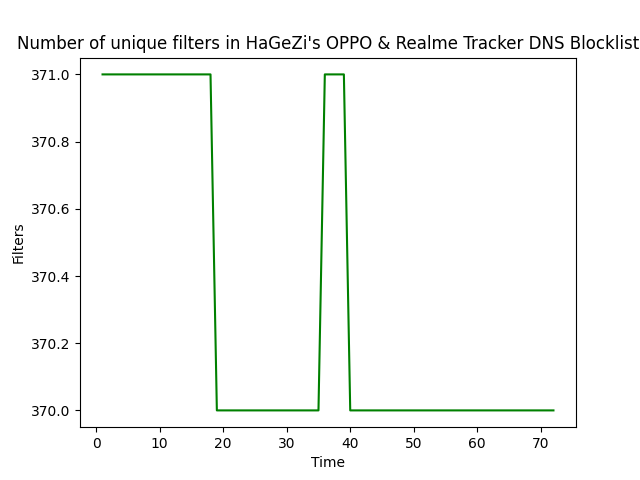 Number of unique filters in HaGeZi's OPPO & Realme Tracker DNS Blocklist
371.0
370.8
370.6
370.4
370.2
370.0
Filters
0 10 20 30 40 50 60 70
Time